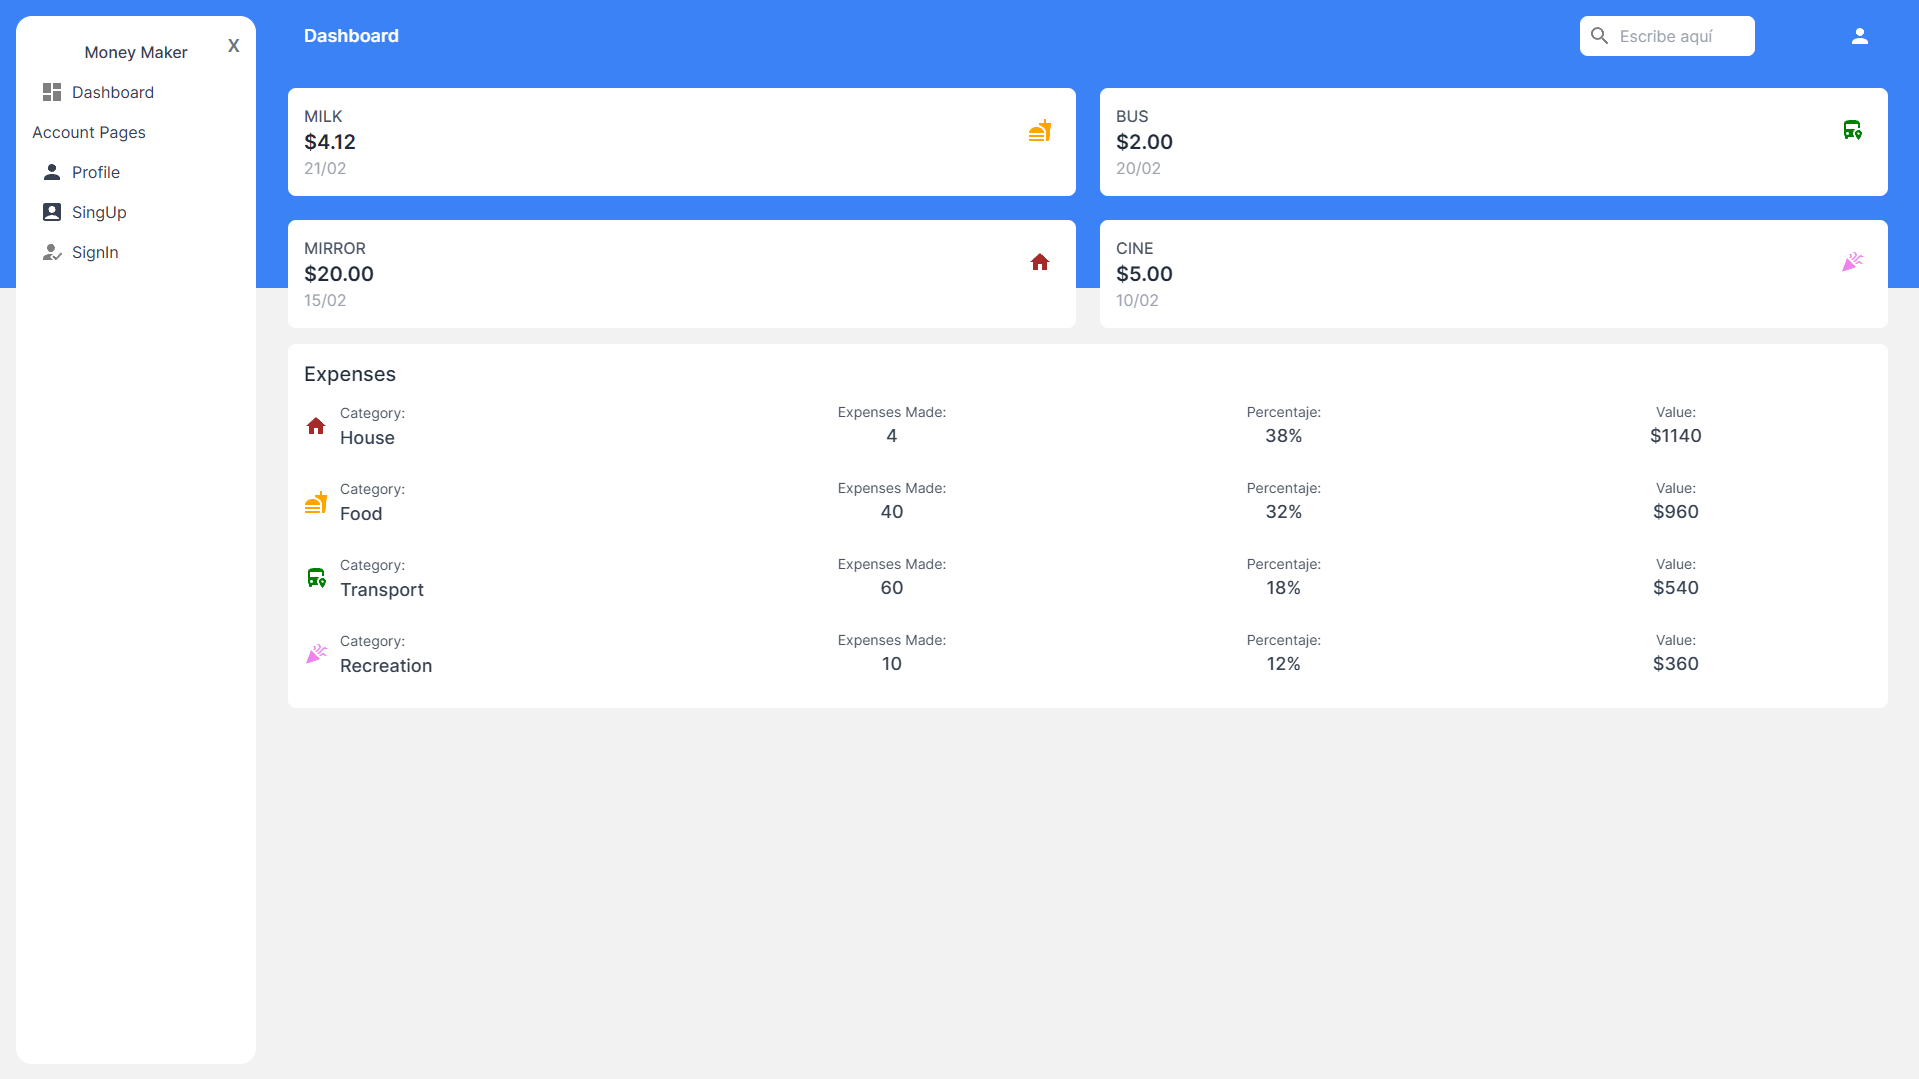 Money Maker
X
Dashboard
Account Pages
Profile
SingUp
SignIn
Dashboard
Escribe aquí
MILK
$4.12
21/02
BUS
$2.00
20/02
MIRROR
$20.00
15/02
CINE
$5.00
10/02
Expenses
Category:
House
Expenses Made:
4
Percentaje:
38%
Value:
$1140
Category:
Food
Expenses Made:
40
Percentaje:
32%
Value:
$960
Category:
Transport
Expenses Made:
60
Percentaje:
18%
Value:
$540
Category:
Recreation
Expenses Made:
10
Percentaje:
12%
Value:
$360